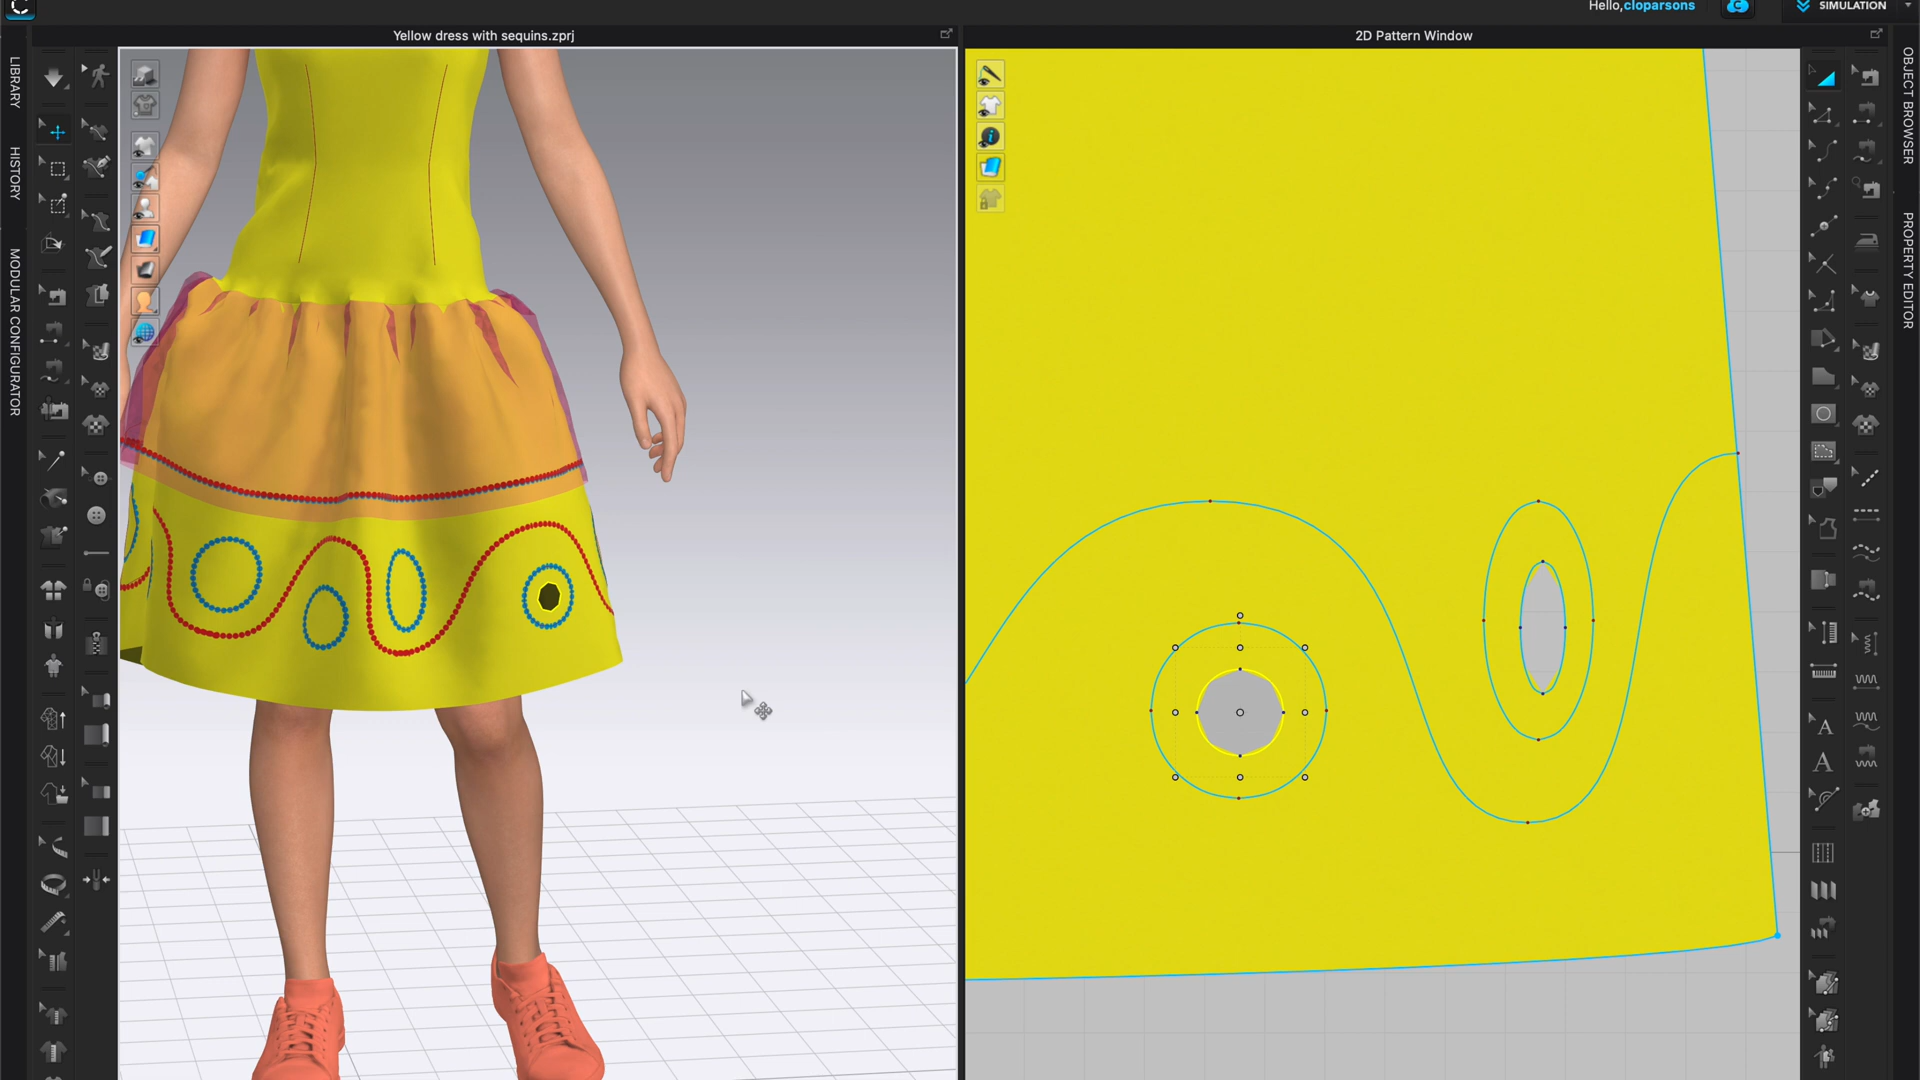 Hello,cloparsons
SIMULATION
Yellow dress with sequins.zprj
2D Pattern Window
LIBRARY
HISTORY
MODULAR CONFIGURATOR
OBJECT BROWSER
PROPERTY EDITOR
A
A